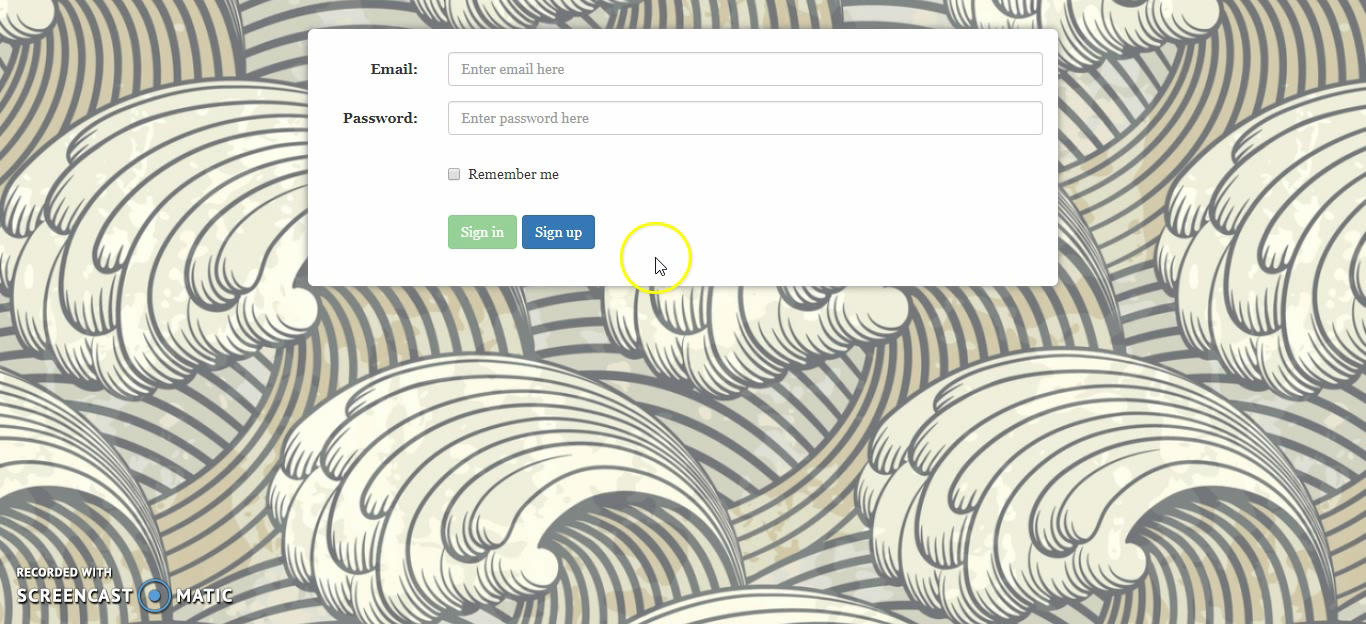 Email: Enter email here
Password: Enter password here
Remember me
Sign in Sign up
RECORDED WITH
SCREENCAST MATIC